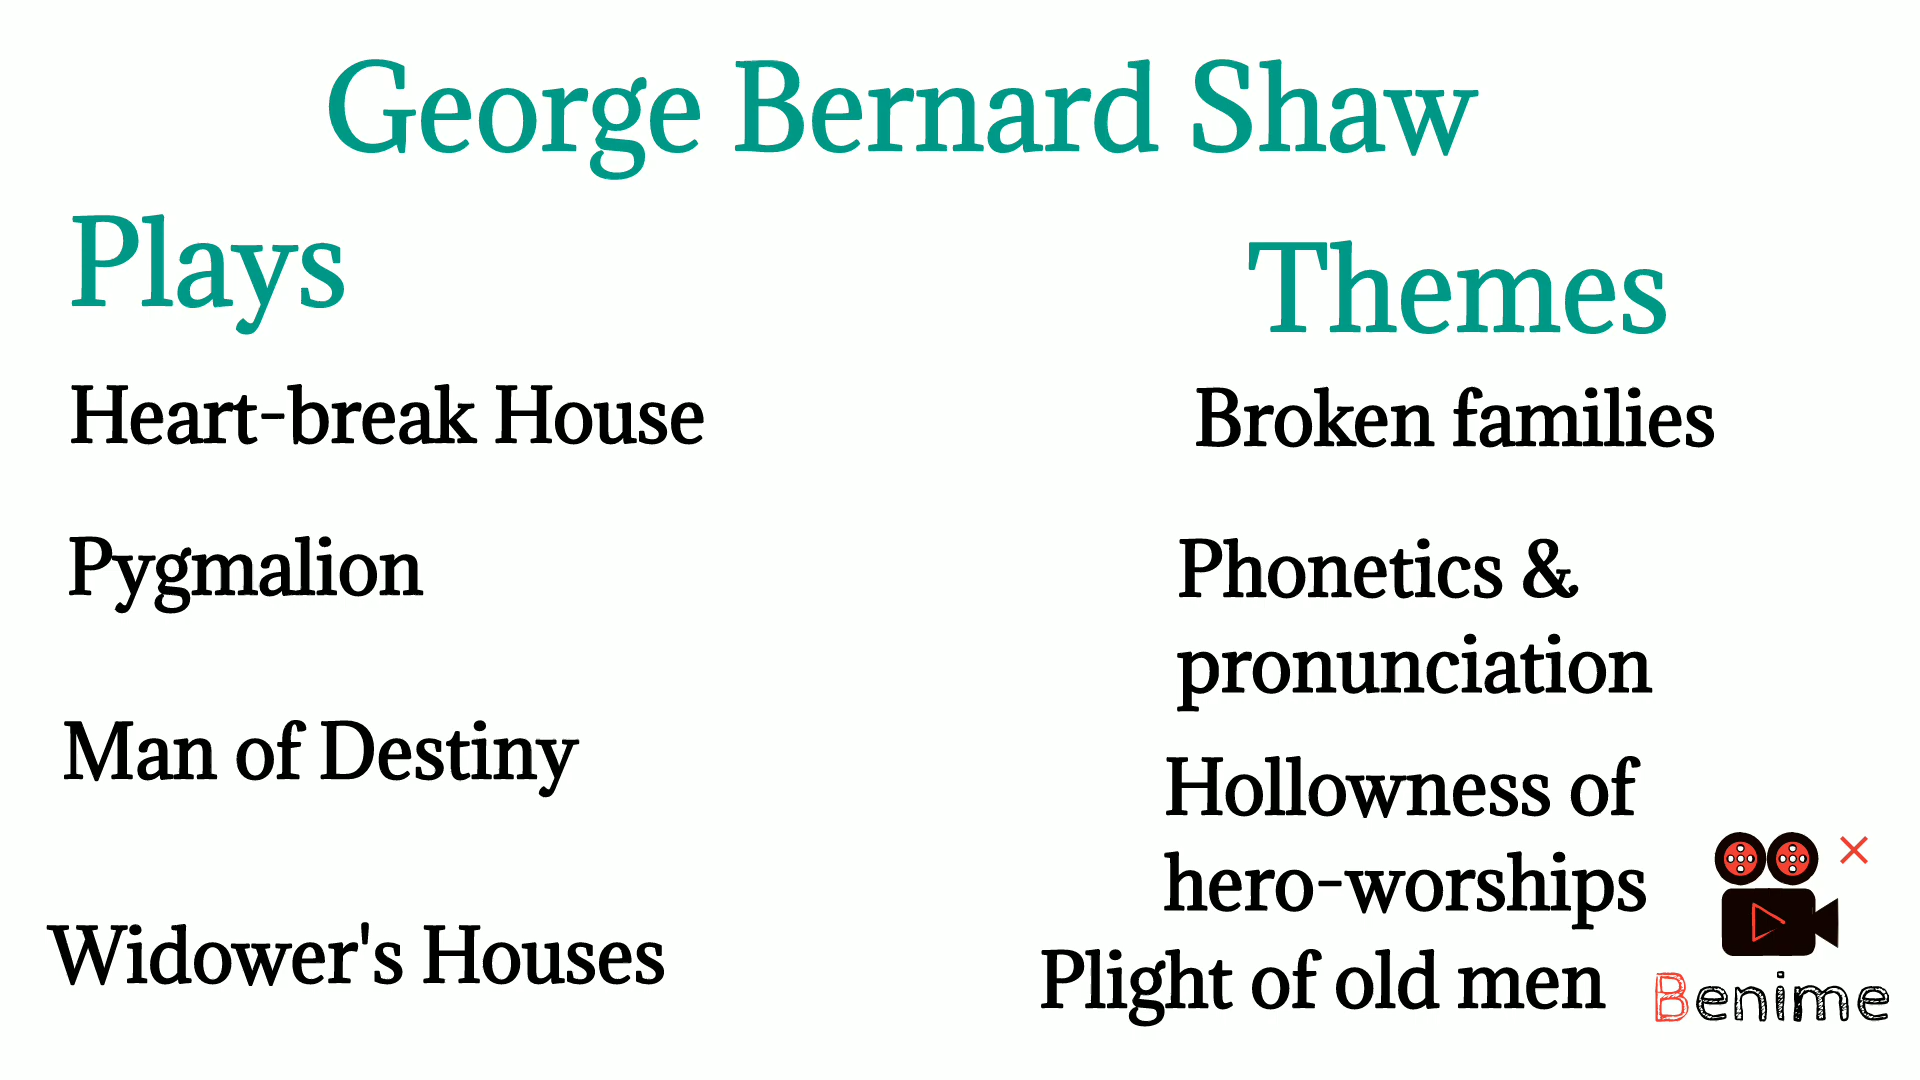 George Bernard Shaw
Plays
Themes
Heart-break House
Broken families
Pygmalion
Phonetics &
pronunciation
Man of Destiny
Hollowness of
hero-worships
Widower's Houses
Plight of old men
Benime